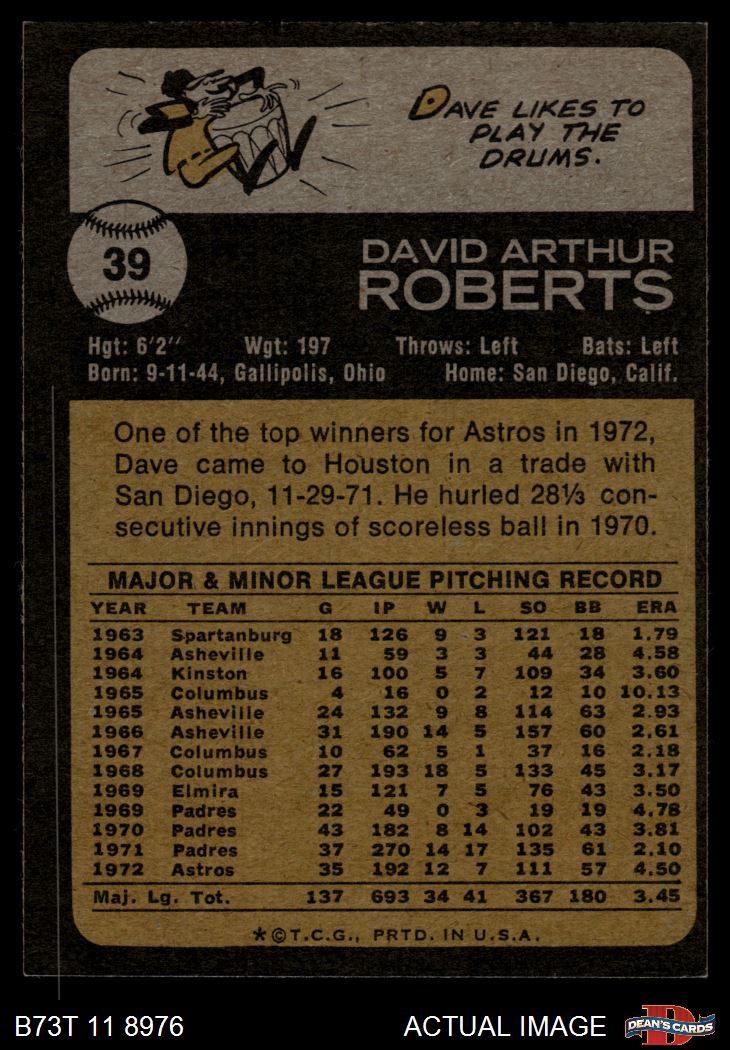 DAVE LIKES TO
PLAY THE
DRUMS.
39
DAVID ARTHUR
ROBERTS
Hgt: 6'2" Wgt: 197 Throws: Left Bats: Left
Born: 9-11-44, Gallipolis, Ohio Home: San Diego, Calif.
One of the top winners for Astros in 1972,
Dave came to Houston in a trade with
San Diego, 11-29-71. He hurled 28⅓ con-
secutive innings of scoreless ball in 1970.
MAJOR & MINOR LEAGUE PITCHING RECORD
YEAR TEAM G IP W L SO BB ERA
1963 Spartanburg 18 126 9 3 121 18 1.79
1964 Asheville 11 59 3 3 44 28 4.58
1964 Kinston 16 100 5 7 109 34 3.60
1965 Columbus 4 16 0 2 12 10 10.13
1965 Asheville 24 132 9 8 114 63 2.93
1966 Asheville 31 190 14 5 157 60 2.61
1967 Columbus 10 62 5 1 37 16 2.18
1968 Columbus 27 193 18 5 133 45 3.17
1969 Elmira 15 121 7 5 76 43 3.50
1969 Padres 22 49 0 3 19 19 4.78
1970 Padres 43 182 8 14 102 43 3.81
1971 Padres 37 270 14 17 135 61 2.10
1972 Astros 35 192 12 7 111 57 4.50
Maj. Lg. Tot. 137 693 34 41 367 180 3.45
*©T.C.G., PRTD. IN U.S.A.
B73T 11 8976 ACTUAL IMAGE D DEAN'S CARDS